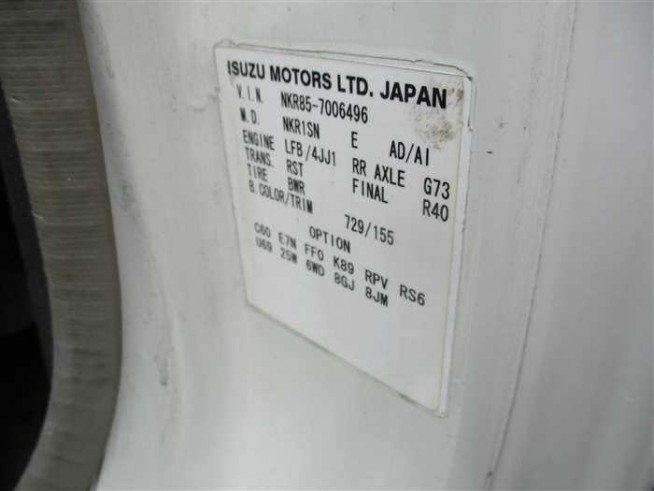 ISUZU MOTORS LTD. JAPAN
V.I.N. NKR85-7006496
M.D. NKR1SN E AD/AI
ENGINE LFB/4JJ1 RR AXLE G73
TRANS. RST FINAL R40
TIRE BWR
B.COLOR/TRIM 729/155
OPTION
C60 E7N FF0 K89 RPV RS6
U69 25W 6WD 8GJ 8JM